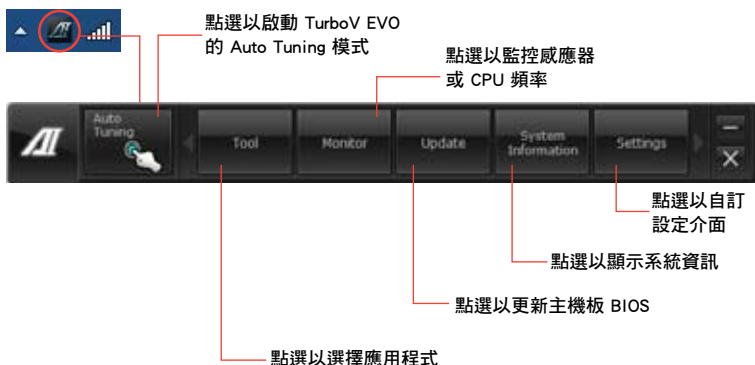 點選以啟動 TurboV EVO
的 Auto Tuning 模式
點選以監控感應器
或 CPU 頻率
Auto
Tuning
Tool
Monitor
Update
System
Information
Settings
點選以自訂
設定介面
點選以顯示系統資訊
點選以更新主機板 BIOS
點選以選擇應用程式